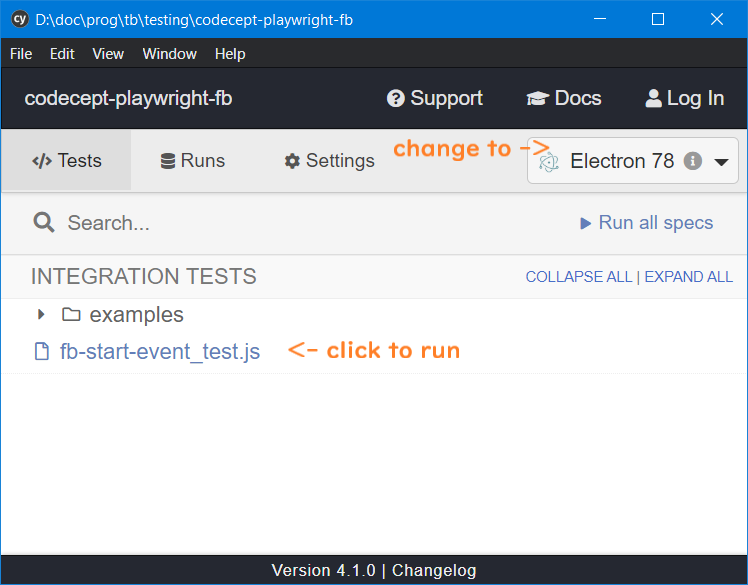 cy D:\doc\prog\tb\testing\codecept-playwright-fb
File Edit View Window Help
codecept-playwright-fb Support Docs Log In
</> Tests Runs Settings change to -> Electron 78 i
Search... Run all specs
INTEGRATION TESTS COLLAPSE ALL | EXPAND ALL
examples
fb-start-event_test.js <- click to run
Version 4.1.0 | Changelog